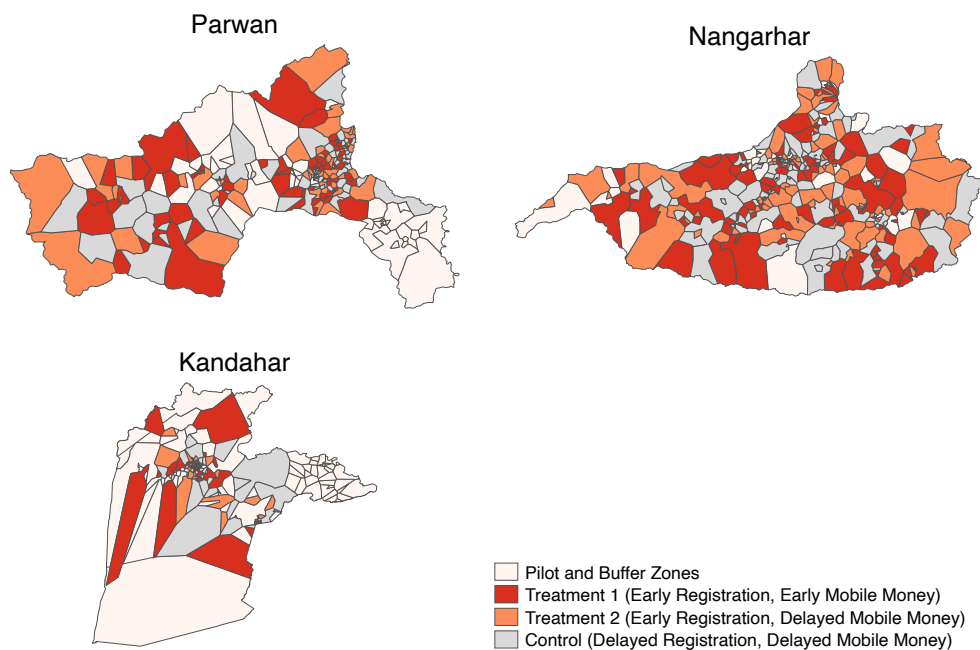 Parwan
Nangarhar
Kandahar
Pilot and Buffer Zones
Treatment 1 (Early Registration, Early Mobile Money)
Treatment 2 (Early Registration, Delayed Mobile Money)
Control (Delayed Registration, Delayed Mobile Money)